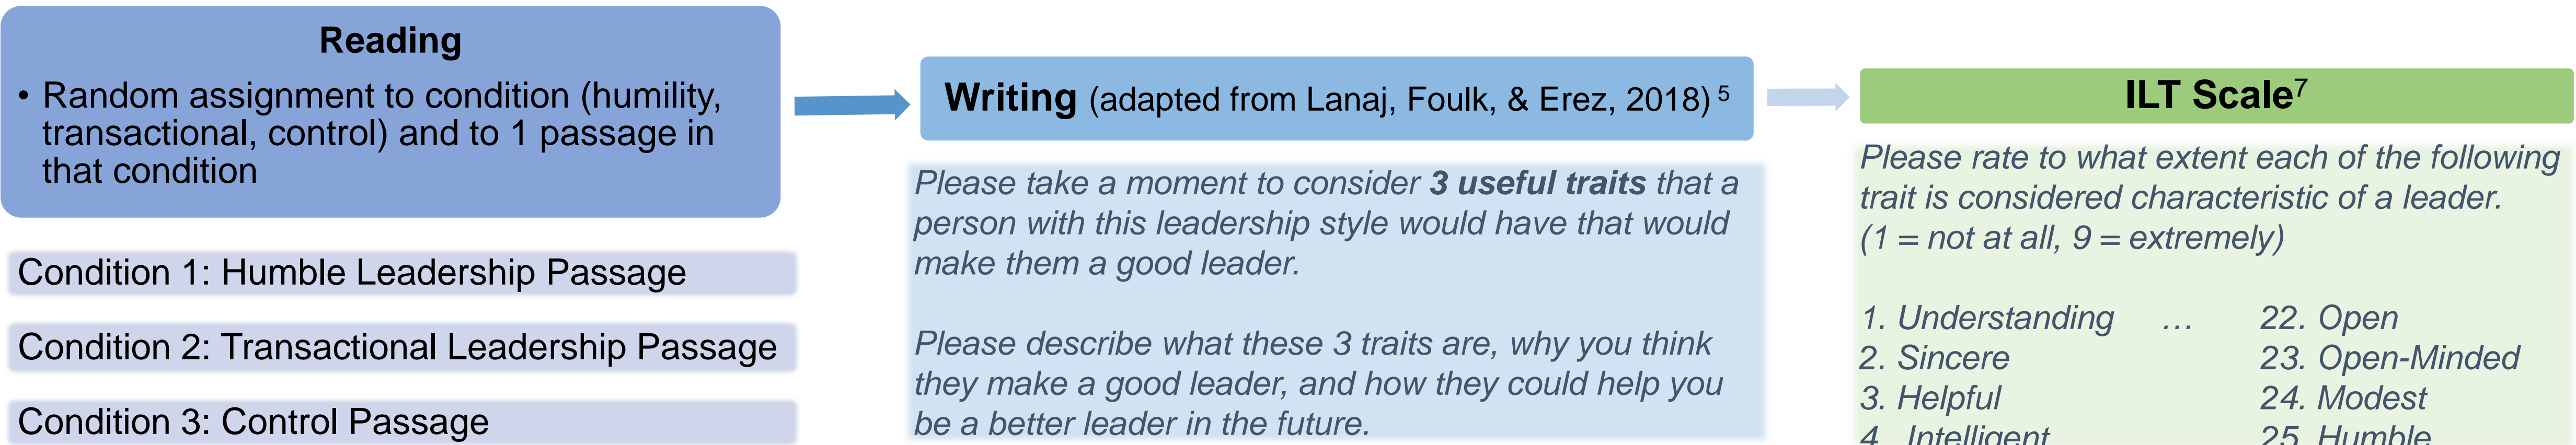 Reading
• Random assignment to condition (humility,
transactional, control) and to 1 passage in
that condition
Condition 1: Humble Leadership Passage
Condition 2: Transactional Leadership Passage
Condition 3: Control Passage
Writing (adapted from Lanaj, Foulk, & Erez, 2018) 5
Please take a moment to consider 3 useful traits that a
person with this leadership style would have that would
make them a good leader.
Please describe what these 3 traits are, why you think
they make a good leader, and how they could help you
be a better leader in the future.
ILT Scale7
Please rate to what extent each of the following
trait is considered characteristic of a leader.
(1 = not at all, 9 = extremely)
1. Understanding … 22. Open
2. Sincere 23. Open-Minded
3. Helpful 24. Modest
4. Intelligent 25. Humble